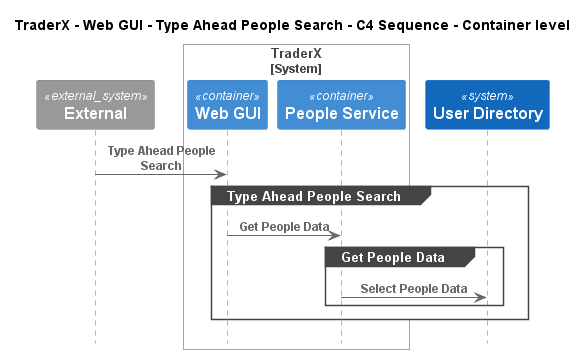 TraderX - Web GUI - Type Ahead People Search - C4 Sequence - Container level
TraderX
[System]
«external_system»
External
«container»
Web GUI
«container»
People Service
«system»
User Directory
Type Ahead People
Search
Type Ahead People Search
Get People Data
Get People Data
Select People Data